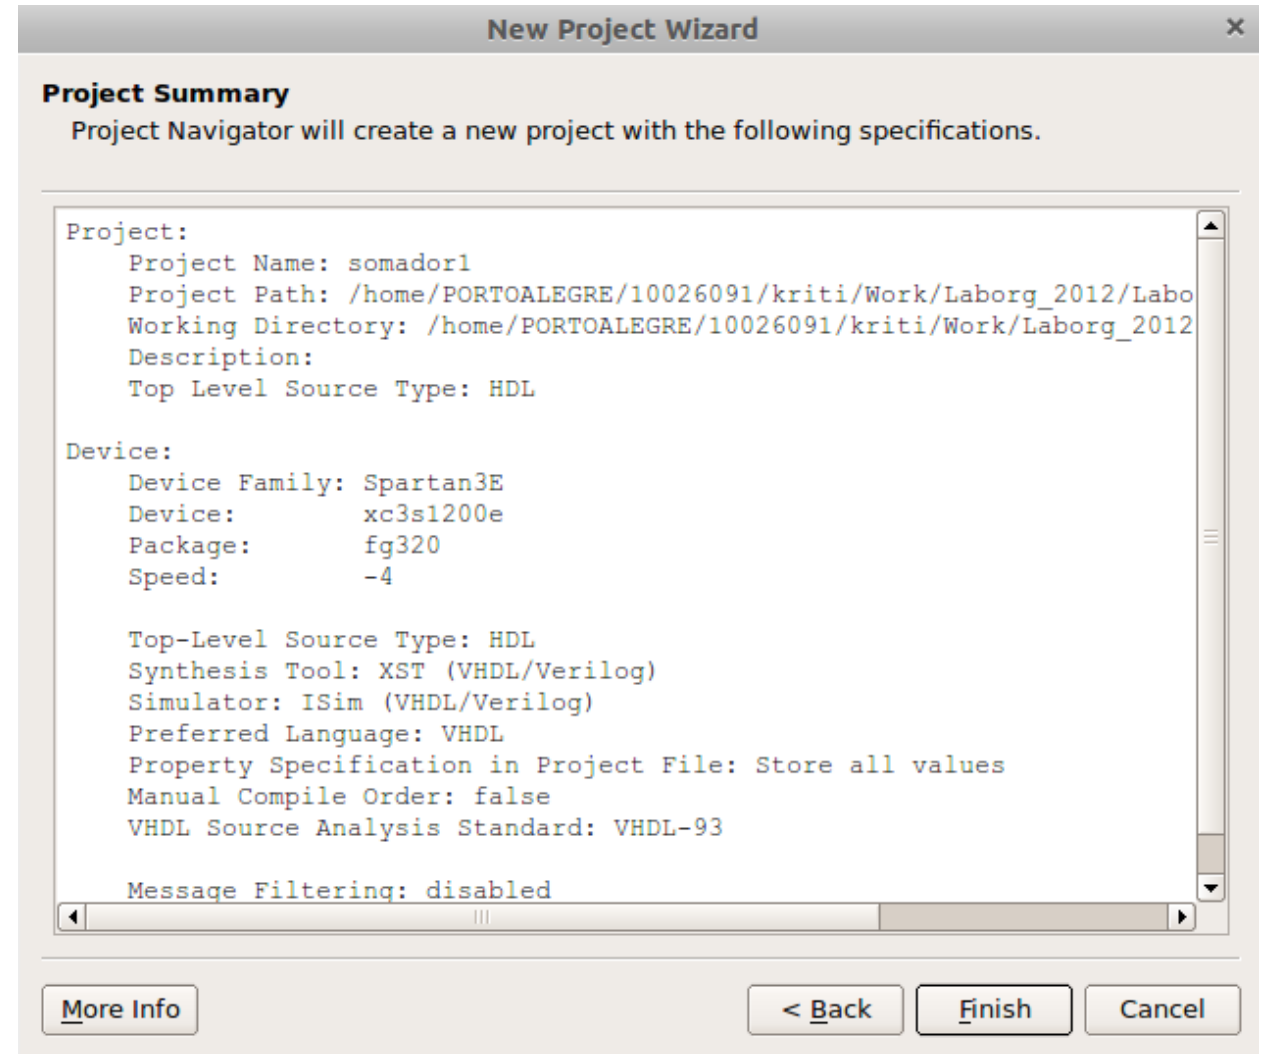 New Project Wizard
Project Summary
Project Navigator will create a new project with the following specifications.
Project:
Project Name: somador1
Project Path: /home/PORTOALEGRE/10026091/kriti/Work/Laborg_2012/Labo
Working Directory: /home/PORTOALEGRE/10026091/kriti/Work/Laborg_2012
Description:
Top Level Source Type: HDL
Device:
Device Family: Spartan3E
Device: xc3s1200e
Package: fg320
Speed: -4
Top-Level Source Type: HDL
Synthesis Tool: XST (VHDL/Verilog)
Simulator: ISim (VHDL/Verilog)
Preferred Language: VHDL
Property Specification in Project File: Store all values
Manual Compile Order: false
VHDL Source Analysis Standard: VHDL-93
Message Filtering: disabled
More Info
< Back
Finish
Cancel